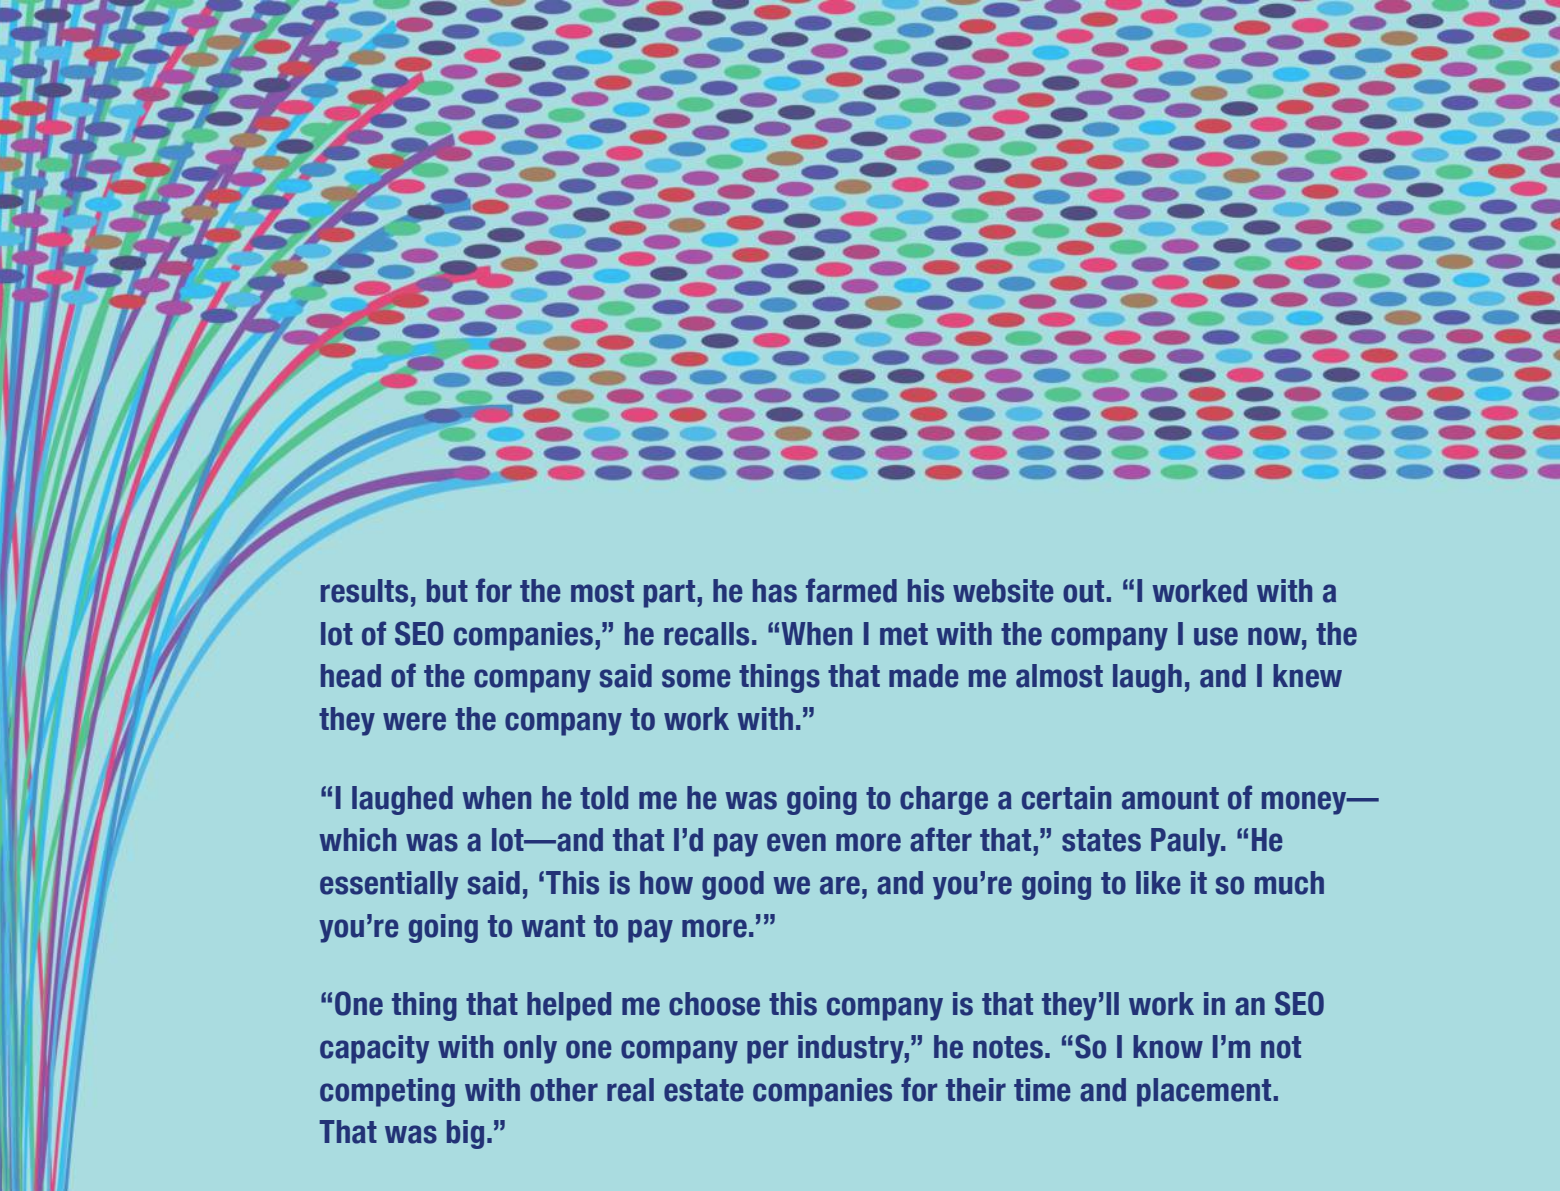 results, but for the most part, he has farmed his website out. “I worked with a
lot of SEO companies,” he recalls. “When I met with the company I use now, the
head of the company said some things that made me almost laugh, and I knew
they were the company to work with.”
“I laughed when he told me he was going to charge a certain amount of money—
which was a lot—and that I’d pay even more after that,” states Pauly. “He
essentially said, ‘This is how good we are, and you’re going to like it so much
you’re going to want to pay more.’”
“One thing that helped me choose this company is that they’ll work in an SEO
capacity with only one company per industry,” he notes. “So I know I’m not
competing with other real estate companies for their time and placement.
That was big.”